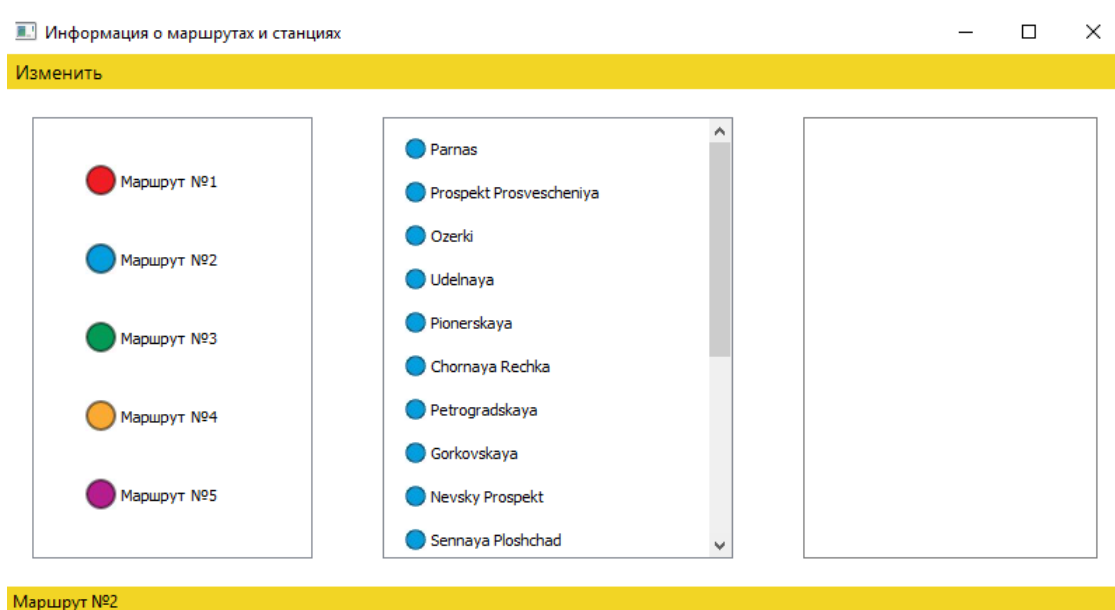 Информация о маршрутах и станциях
Изменить
Маршрут №1
Маршрут №2
Маршрут №3
Маршрут №4
Маршрут №5
Parnas
Prospekt Prosvescheniya
Ozerki
Udelnaya
Pionerskaya
Chornaya Rechka
Petrogradskaya
Gorkovskaya
Nevsky Prospekt
Sennaya Ploshchad
Маршрут №2